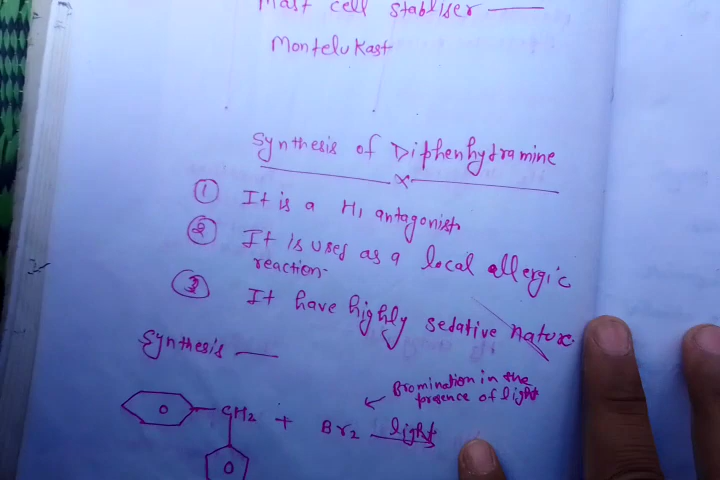 Mast cell stabliser
Montelukast
Synthesis of Diphenhydramine
① It is a H1 antagonist
② It is used as a local allergic
reaction.
③ It have highly sedative nature.
Synthesis
Bromination in the
presence of light
CH2 + Br2 light